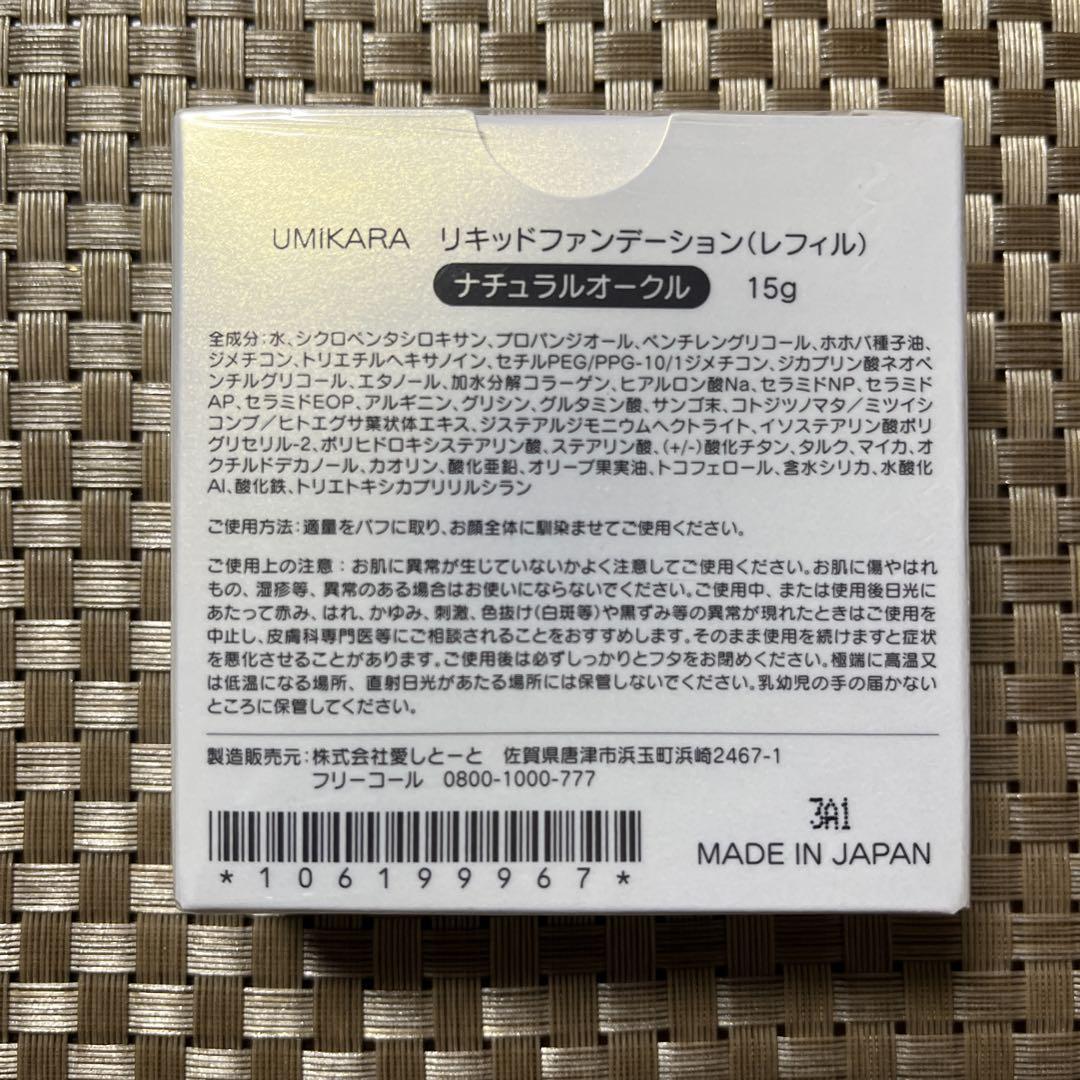 UMIKARA リキッドファンデーション(レフィル)
ナチュラルオークル 15g
全成分:水、シクロペンタシロキサン、プロパンジオール、ペンチレングリコール、ホホバ種子油、
ジメチコン、トリエチルヘキサノイン、セチルPEG/PPG-10/1ジメチコン、ジカプリン酸ネオペ
ンチルグリコール、エタノール、加水分解コラーゲン、ヒアルロン酸Na、セラミドNP、セラミド
AP、セラミドEOP、アルギニン、グリシン、グルタミン酸、サンゴ末、コトジツノマタ/ミツイシ
コンブ/ヒトエグサ葉状体エキス、ジステアルジモニウムヘクトライト、イソステアリン酸ポリ
グリセリル-2、ポリヒドロキシステアリン酸、ステアリン酸、(+/-)酸化チタン、タルク、マイカ、オ
クチルドデカノール、カオリン、酸化亜鉛、オリーブ果実油、トコフェロール、含水シリカ、水酸化
Al、酸化鉄、トリエトキシカプリリルシラン
ご使用方法:適量をパフに取り、お顔全体に馴染ませてご使用ください。
ご使用上の注意:お肌に異常が生じていないかよく注意してご使用ください。お肌に傷やはれ
もの、湿疹等、異常のある場合はお使いにならないでください。ご使用中、または使用後日光に
あたって赤み、はれ、かゆみ、刺激、色抜け(白斑等)や黒ずみ等の異常が現れたときはご使用を
中止し、皮膚科専門医等にご相談されることをおすすめします。そのまま使用を続けますと症状
を悪化させることがあります。ご使用後は必ずしっかりとフタをお閉めください。極端に高温又
は低温になる場所、直射日光があたる場所には保管しないでください。乳幼児の手の届かない
ところに保管してください。
製造販売元:株式会社愛しとーと 佐賀県唐津市浜玉町浜崎2467-1
フリーコール 0800-1000-777
3A1
MADE IN JAPAN
*106199967*